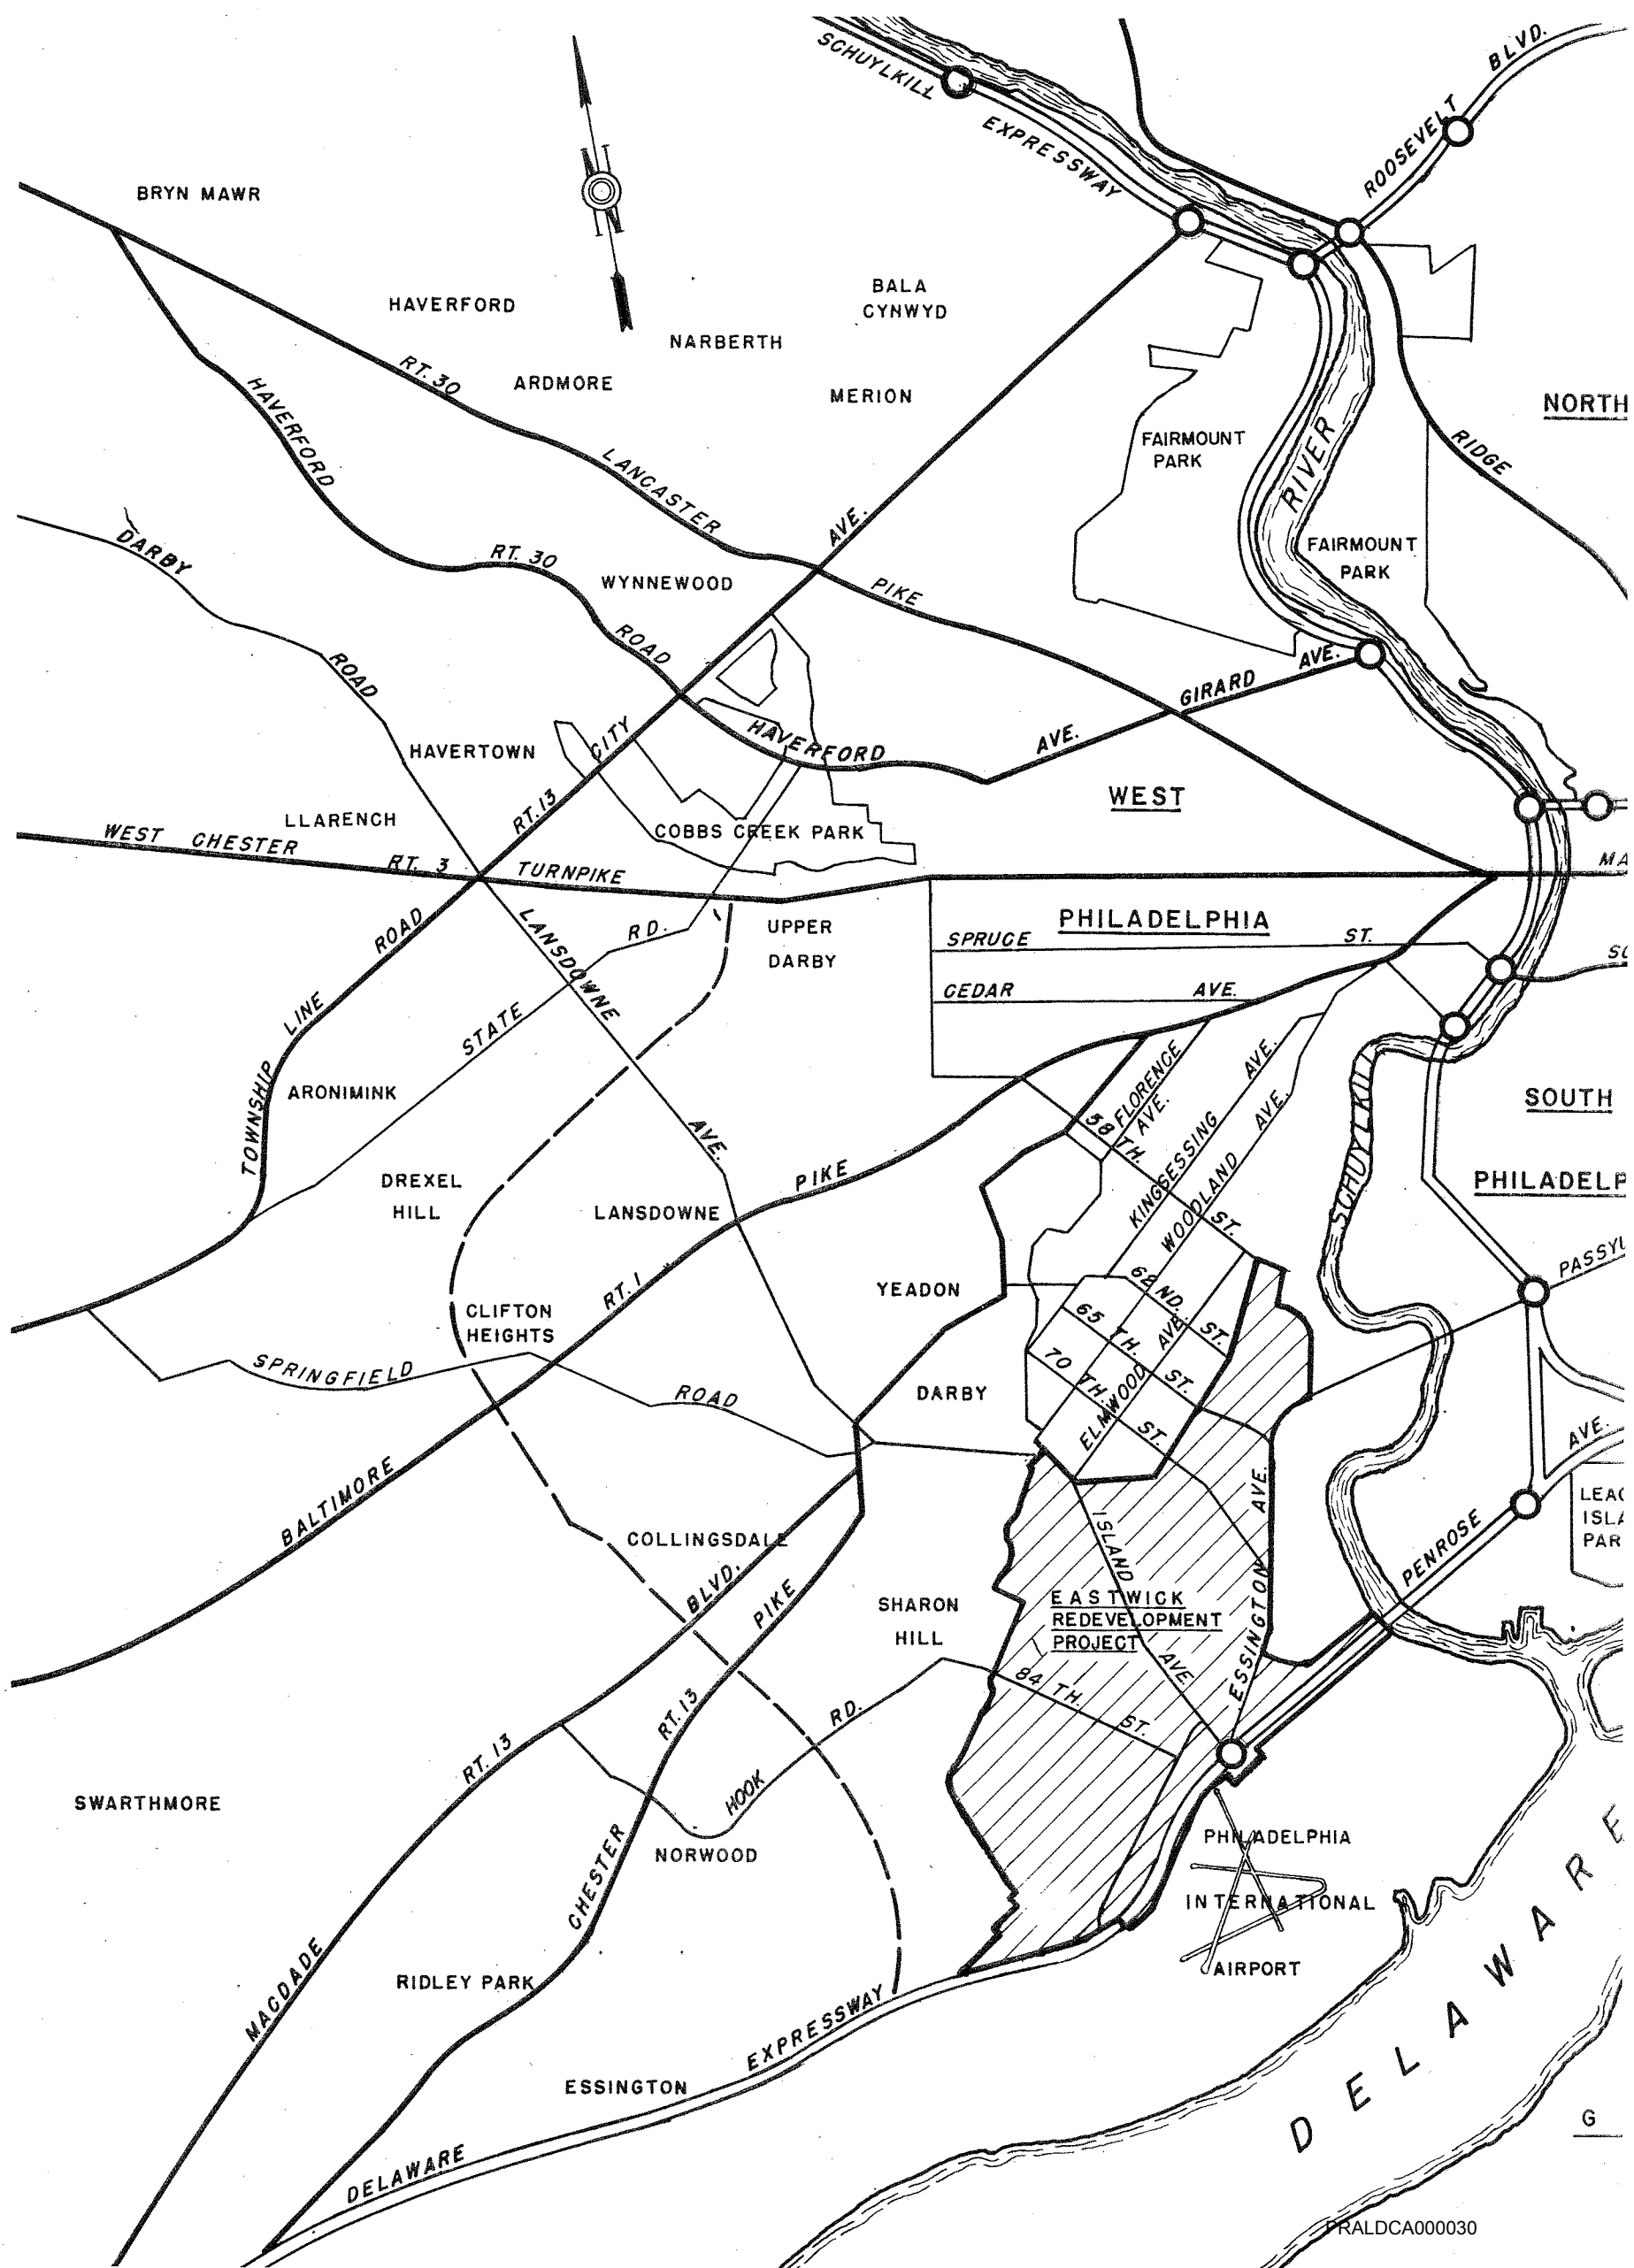 SCHUYLKILL
EXPRESSWAY
ROOSEVELT
BLVD.
BRYN MAWR
HAVERFORD
BALA
CYNWYD
NARBERTH
RT. 30
ARDMORE
MERION
NORTH
HAVERFORD
FAIRMOUNT
PARK
RIDGE
RIVER
LANCASTER
AVE.
DARBY
RT. 30
WYNNEWOOD
PIKE
FAIRMOUNT
PARK
ROAD
ROAD
GIRARD
AVE.
HAVERTOWN
CITY
HAVERFORD
AVE.
WEST
LLARENCH
RT. 13
COBBS CREEK PARK
WEST CHESTER
RT. 3
TURNPIKE
MA
PHILADELPHIA
LANSDOWNE
ROAD
RD.
UPPER
DARBY
SPRUCE
ST.
CEDAR
AVE.
LINE
STATE
TOWNSHIP
ARONIMINK
FLORENCE
AVE.
58 TH.
ST.
KINGSESSING
AVE.
WOODLAND
AVE.
SCHUYLKILL
SOUTH
PHILADELP
AVE.
PIKE
DREXEL
HILL
LANSDOWNE
YEADON
62 ND.
ST.
65 TH.
ST.
70 TH.
ST.
ELMWOOD
AVE.
PASSYU
CLIFTON
HEIGHTS
RT. 1
SPRINGFIELD
ROAD
DARBY
BALTIMORE
AVE.
LEAG
ISLA
PAR
COLLINGSDALE
BLVD.
PIKE
ISLAND
AVE.
ESSINGTON
AVE.
PENROSE
EASTWICK
REDEVELOPMENT
PROJECT
SHARON
HILL
84 TH.
ST.
RT. 13
RT. 13
RD.
HOOK
SWARTHMORE
NORWOOD
CHESTER
PHILADELPHIA
INTERNATIONAL
AIRPORT
DELAWARE
MACDADE
RIDLEY PARK
EXPRESSWAY
ESSINGTON
DELAWARE
G
PRALDCA000030